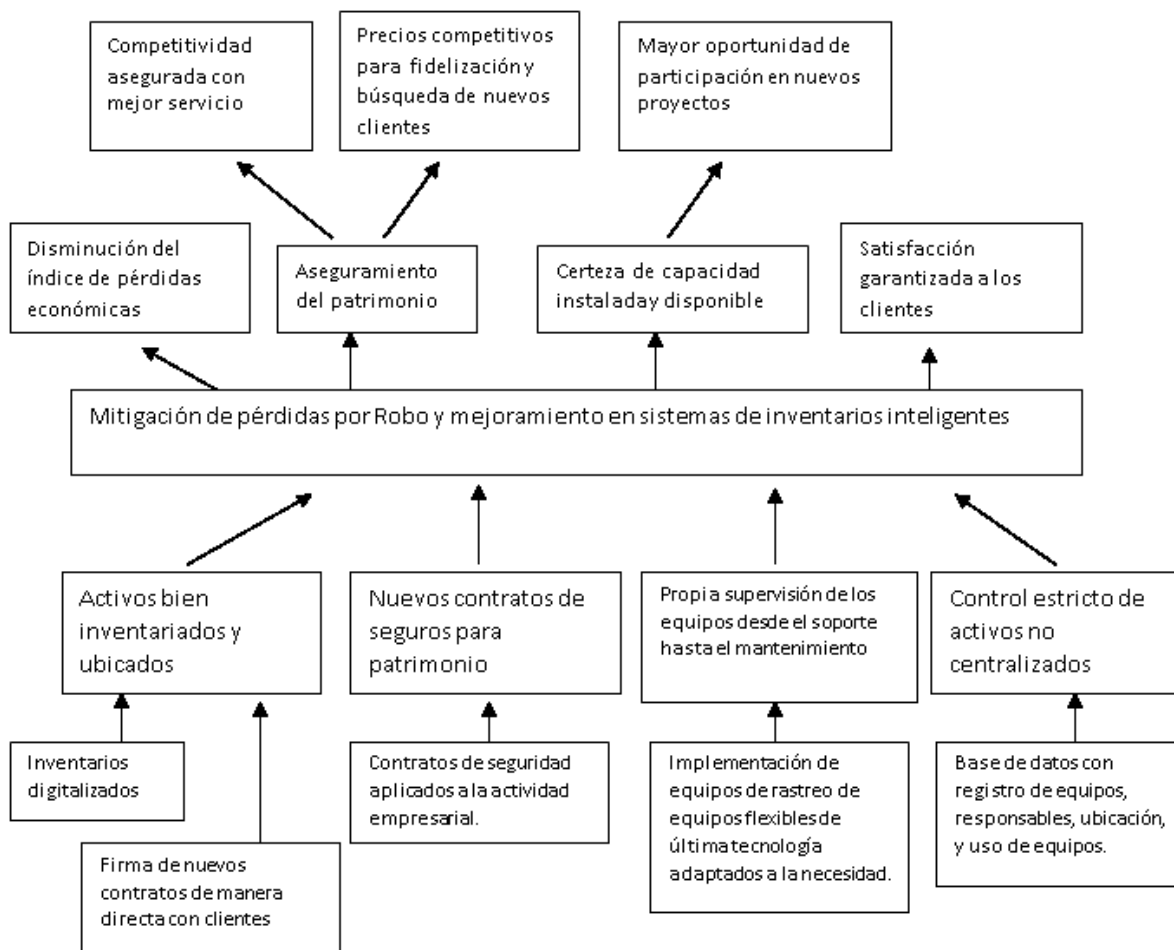 Competitividad
asegurada con
mejor servicio
Precios competitivos
para fidelización y
búsqueda de nuevos
clientes
Mayor oportunidad de
participación en nuevos
proyectos
Disminución del
índice de pérdidas
económicas
Aseguramiento
del patrimonio
Certeza de capacidad
instalada y disponible
Satisfacción
garantizada a los
clientes
Mitigación de pérdidas por Robo y mejoramiento en sistemas de inventarios inteligentes
Activos bien
inventariados y
ubicados
Nuevos contratos de
seguros para
patrimonio
Propia supervisión de los
equipos desde el soporte
hasta el mantenimiento
Control estricto de
activos no
centralizados
Inventarios
digitalizados
Contratos de seguridad
aplicados a la actividad
empresarial.
Implementación de
equipos de rastreo de
equipos flexibles de
última tecnología
adaptados a la necesidad.
Base de datos con
registro de equipos,
responsables, ubicación,
y uso de equipos.
Firma de nuevos
contratos de manera
directa con clientes